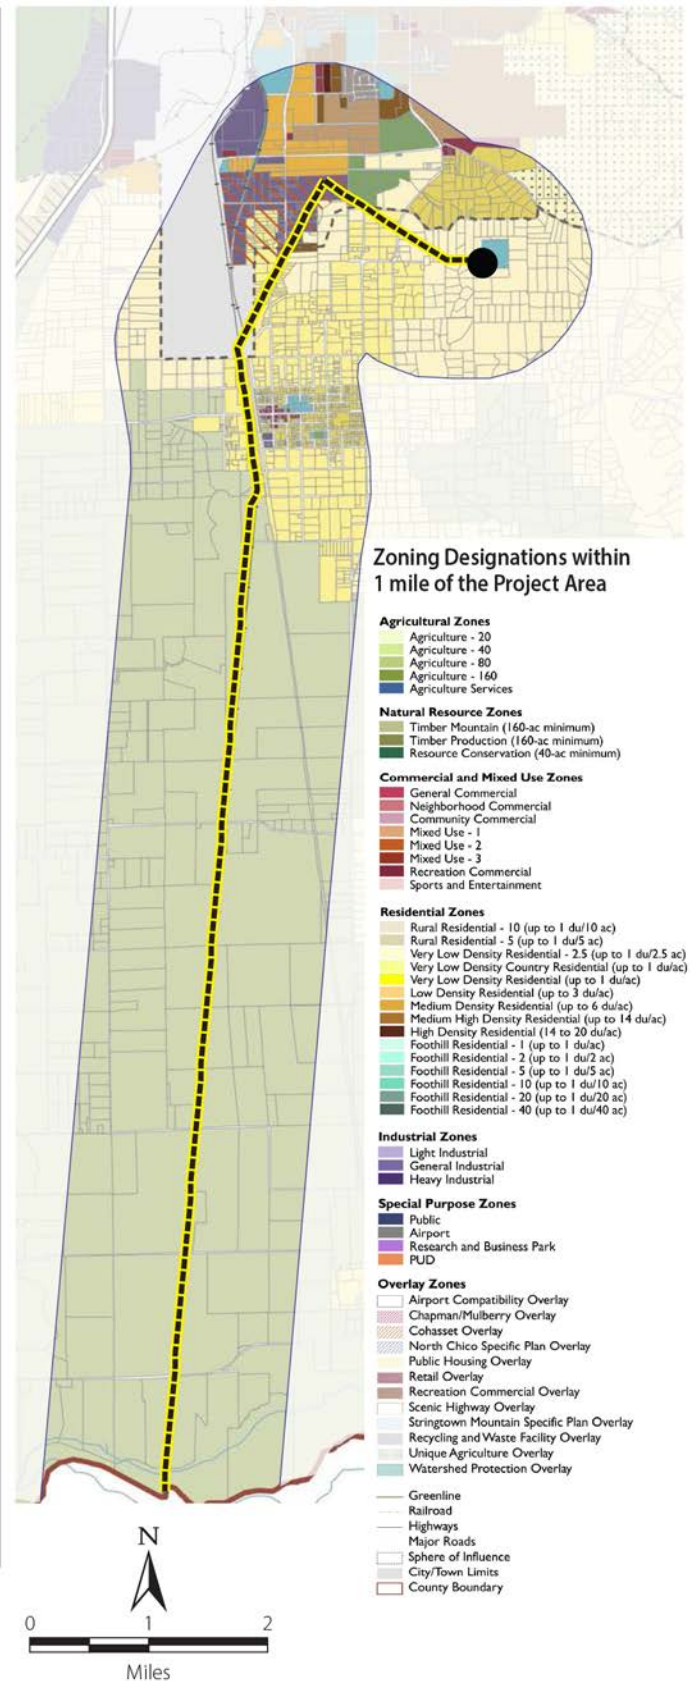 Zoning Designations within
1 mile of the Project Area
Agricultural Zones
Agriculture - 20
Agriculture - 40
Agriculture - 80
Agriculture - 160
Agriculture Services
Natural Resource Zones
Timber Mountain (160-ac minimum)
Timber Production (160-ac minimum)
Resource Conservation (40-ac minimum)
Commercial and Mixed Use Zones
General Commercial
Neighborhood Commercial
Community Commercial
Mixed Use - 1
Mixed Use - 2
Mixed Use - 3
Recreation Commercial
Sports and Entertainment
Residential Zones
Rural Residential - 10 (up to 1 du/10 ac)
Rural Residential - 5 (up to 1 du/5 ac)
Very Low Density Residential - 2.5 (up to 1 du/2.5 ac)
Very Low Density Country Residential (up to 1 du/ac)
Very Low Density Residential (up to 1 du/ac)
Low Density Residential (up to 3 du/ac)
Medium Density Residential (up to 6 du/ac)
Medium High Density Residential (up to 14 du/ac)
High Density Residential (14 to 20 du/ac)
Foothill Residential - 1 (up to 1 du/ac)
Foothill Residential - 2 (up to 1 du/2 ac)
Foothill Residential - 5 (up to 1 du/5 ac)
Foothill Residential - 10 (up to 1 du/10 ac)
Foothill Residential - 20 (up to 1 du/20 ac)
Foothill Residential - 40 (up to 1 du/40 ac)
Industrial Zones
Light Industrial
General Industrial
Heavy Industrial
Special Purpose Zones
Public
Airport
Research and Business Park
PUD
Overlay Zones
Airport Compatibility Overlay
Chapman/Mulberry Overlay
Cohasset Overlay
North Chico Specific Plan Overlay
Public Housing Overlay
Retail Overlay
Recreation Commercial Overlay
Scenic Highway Overlay
Stringtown Mountain Specific Plan Overlay
Recycling and Waste Facility Overlay
Unique Agriculture Overlay
Watershed Protection Overlay
Greenline
Railroad
Highways
Major Roads
Sphere of Influence
City/Town Limits
County Boundary
N
0 1 2
Miles